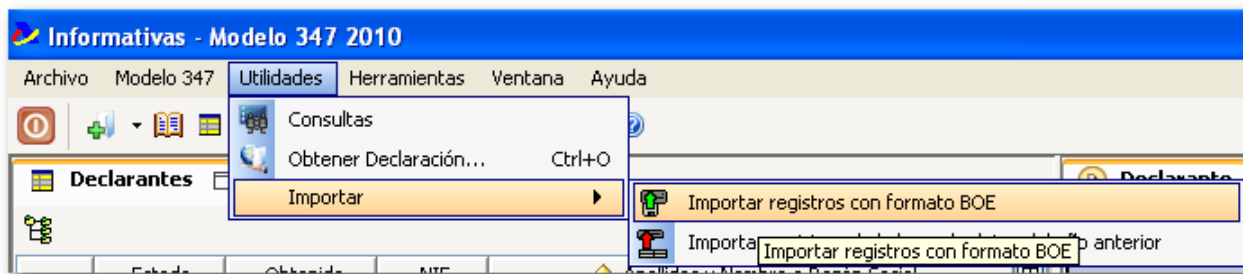 Informativas - Modelo 347 2010
Archivo Modelo 347 Utilidades Herramientas Ventana Ayuda
Consultas
Obtener Declaración... Ctrl+O
Declarantes Declarante
Importar
Importar registros con formato BOE
Importa anterior
Importar registros con formato BOE
Estado Obtenida NIF Apellidos y Nombre o Razón Social